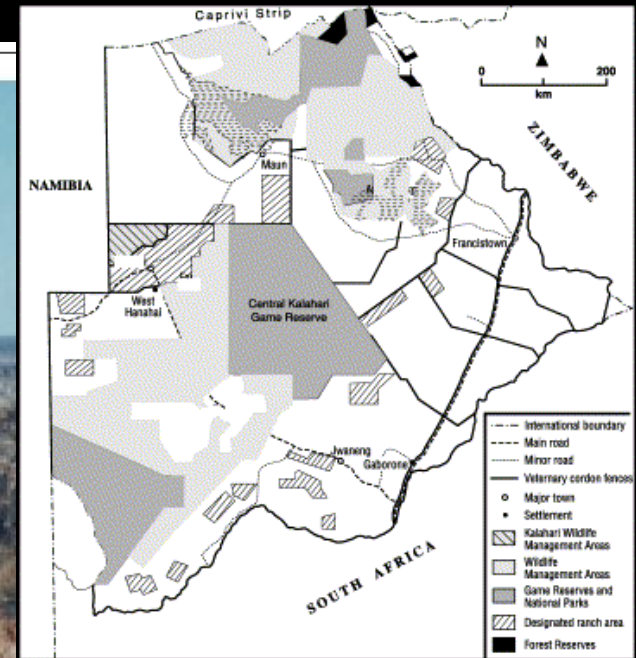 Caprivi Strip
N
0 200
km
ZIMBABWE
NAMIBIA
Maun
Francistown
West
Hanahai
Central Kalahari
Game Reserve
Jwaneng
Gaborone
SOUTH AFRICA
International boundary
Main road
Minor road
Veternary cordon fences
Major town
Settlement
Kalahari Wildlife
Management Areas
Wildlife
Management Areas
Game Reserves and
National Parks
Designated ranch area
Forest Reserves